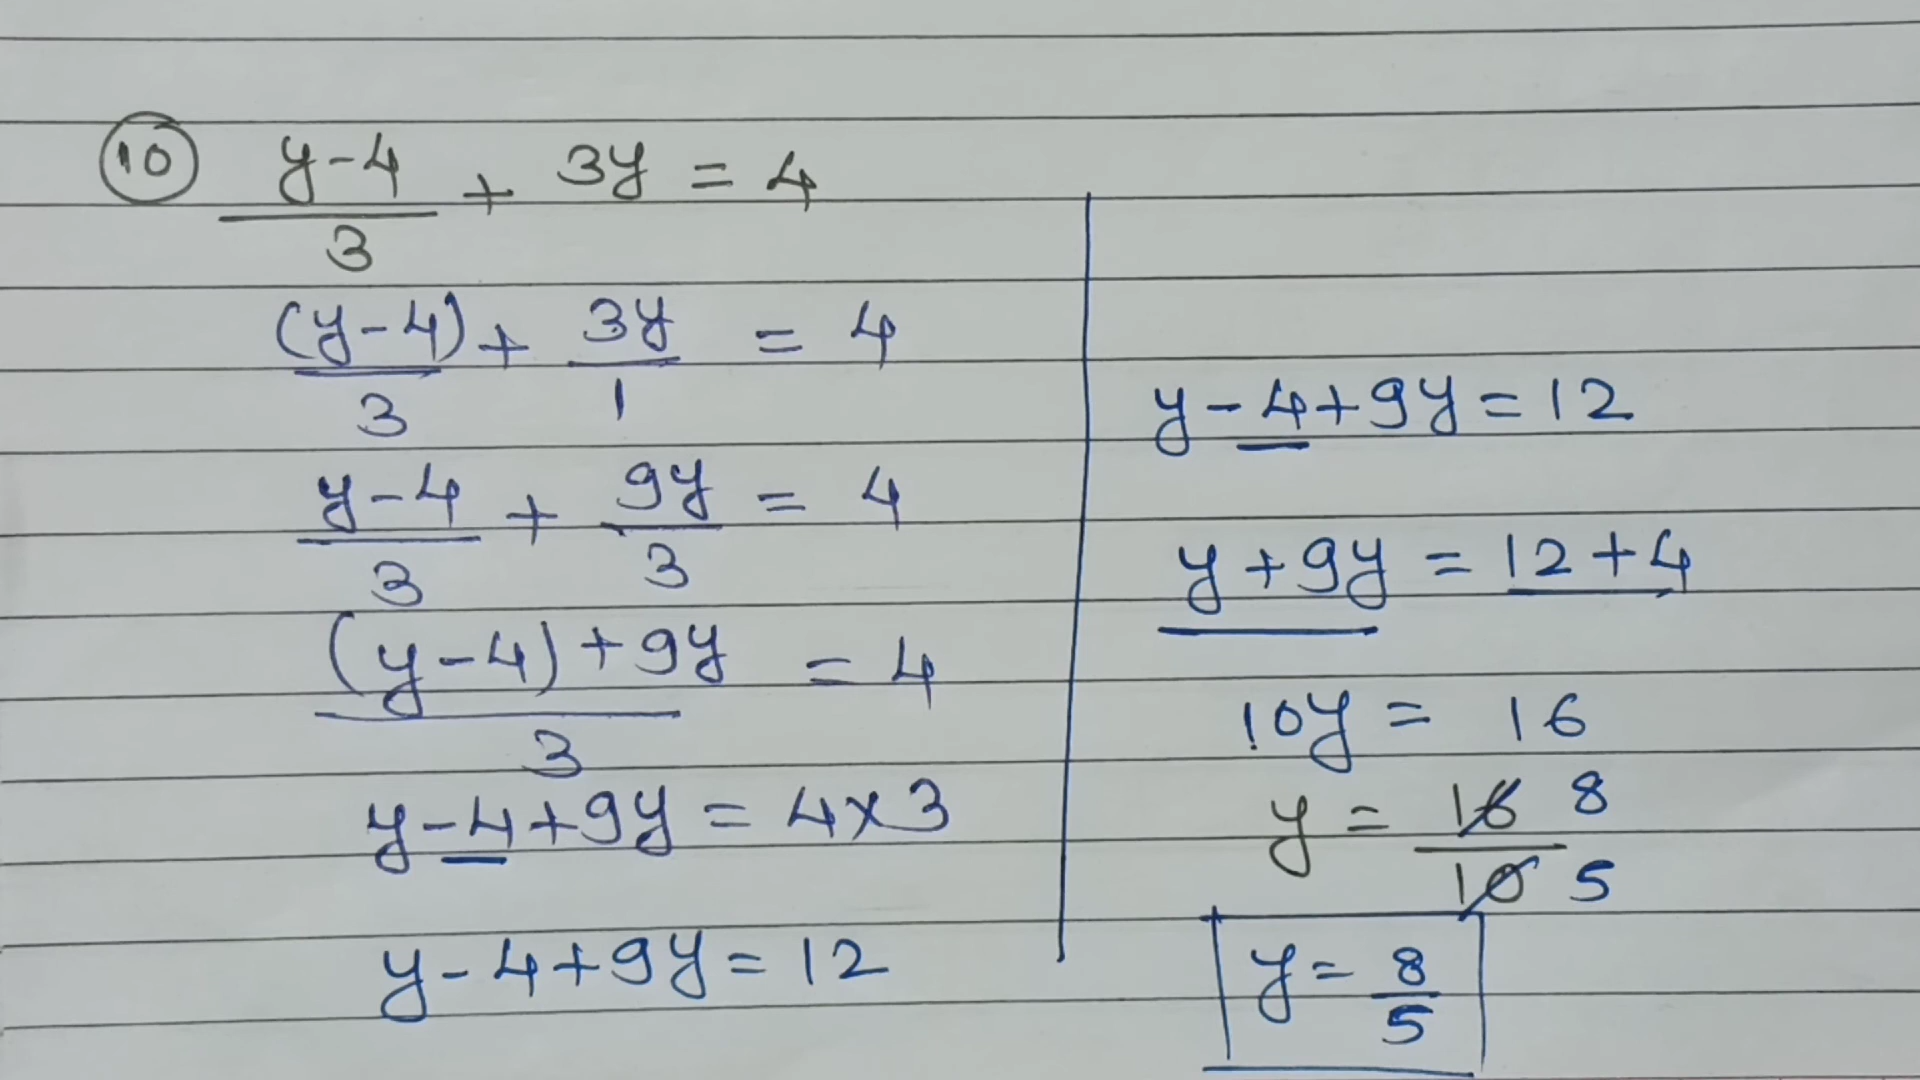 10 y-4/3 + 3y = 4
(y-4)/3 + 3y/1 = 4
y-4/3 + 9y/3 = 4
(y-4)+9y/3 = 4
y-4+9y = 4×3
y-4+9y = 12
y-4+9y = 12
y+9y = 12+4
10y = 16
y = 16/10 8/5
y = 8/5